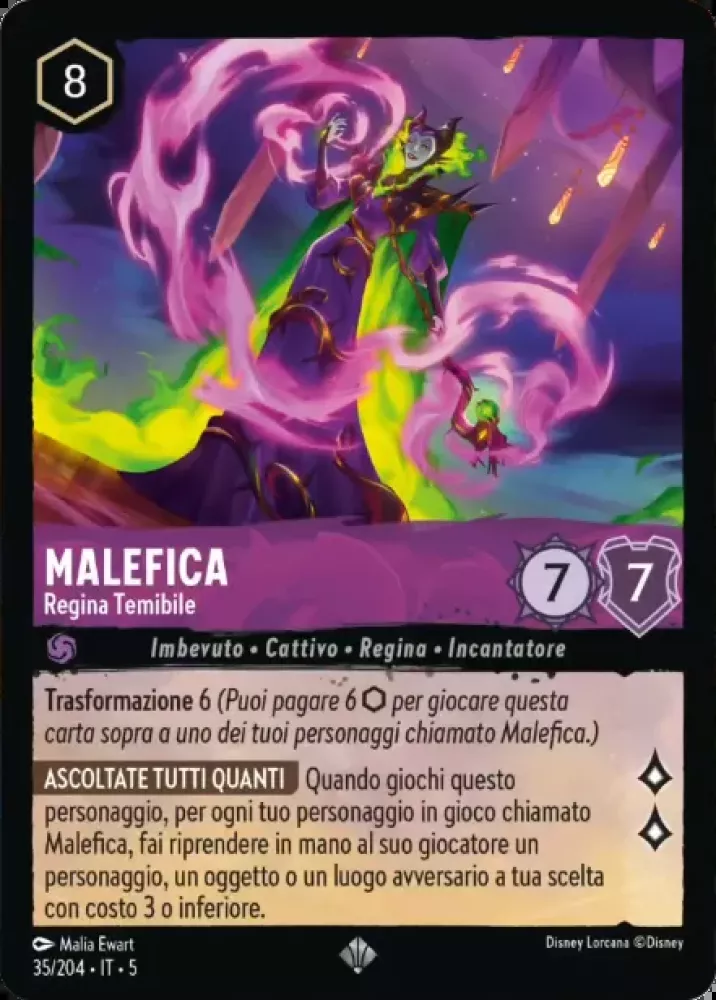 8
MALEFICA
Regina Temibile
7
7
Imbevuto • Cattivo • Regina • Incantatore
Trasformazione 6 (Puoi pagare 6 ⬡ per giocare questa
carta sopra a uno dei tuoi personaggi chiamato Malefica.)
ASCOLTATE TUTTI QUANTI Quando giochi questo
personaggio, per ogni tuo personaggio in gioco chiamato
Malefica, fai riprendere in mano al suo giocatore un
personaggio, un oggetto o un luogo avversario a tua scelta
con costo 3 o inferiore.
Malia Ewart
Disney Lorcana ©Disney
35/204 • IT • 5